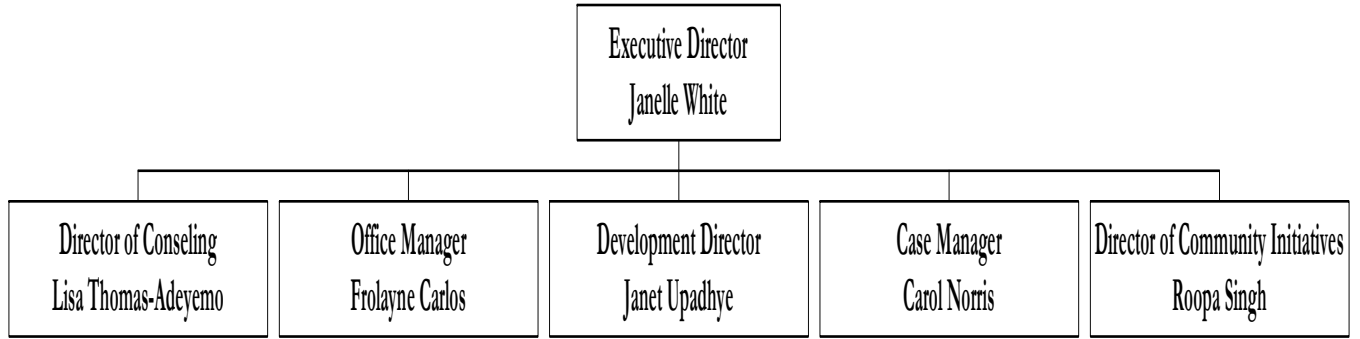 Executive Director
Janelle White
Director of Conseling
Lisa Thomas-Adeyemo
Office Manager
Frolayne Carlos
Development Director
Janet Upadhye
Case Manager
Carol Norris
Director of Community Initiatives
Roopa Singh